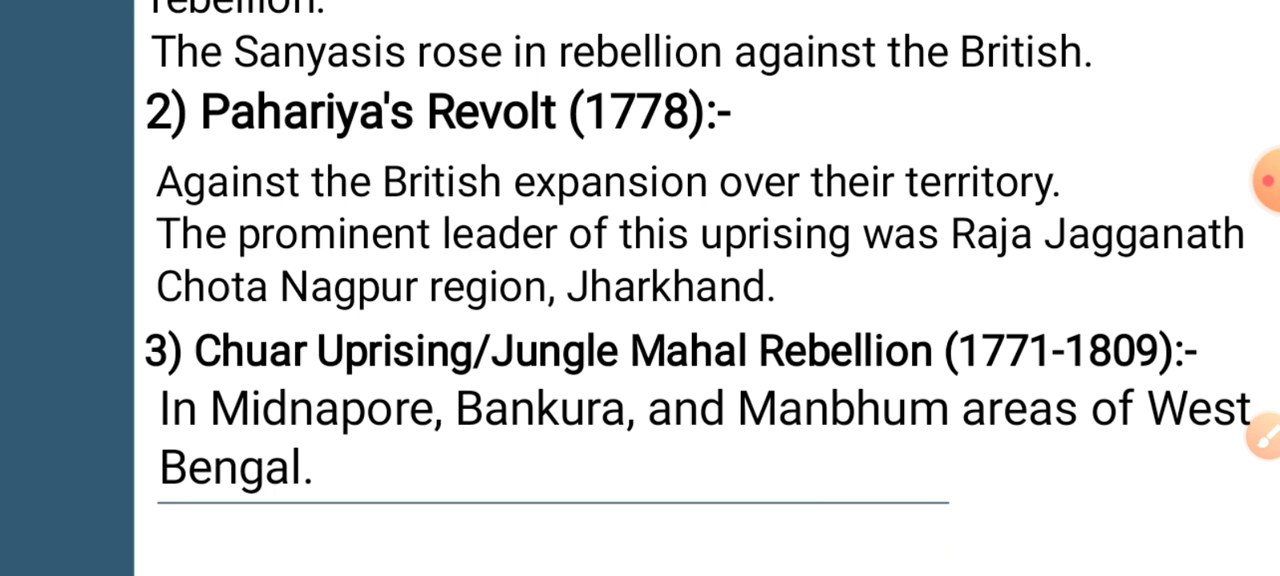 rebellion.
The Sanyasis rose in rebellion against the British.
2) Pahariya's Revolt (1778):-
Against the British expansion over their territory.
The prominent leader of this uprising was Raja Jagganath
Chota Nagpur region, Jharkhand.
3) Chuar Uprising/Jungle Mahal Rebellion (1771-1809):-
In Midnapore, Bankura, and Manbhum areas of West
Bengal.